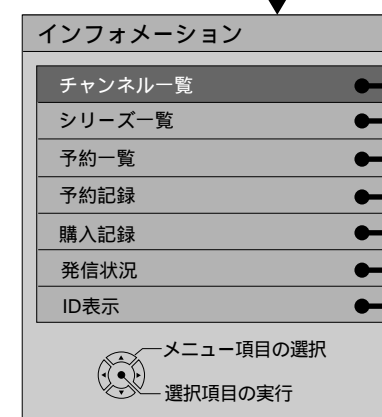 インフォメーション
チャンネル一覧
シリーズ一覧
予約一覧
予約記録
購入記録
発信状況
ID表示
メニュー項目の選択
選択項目の実行